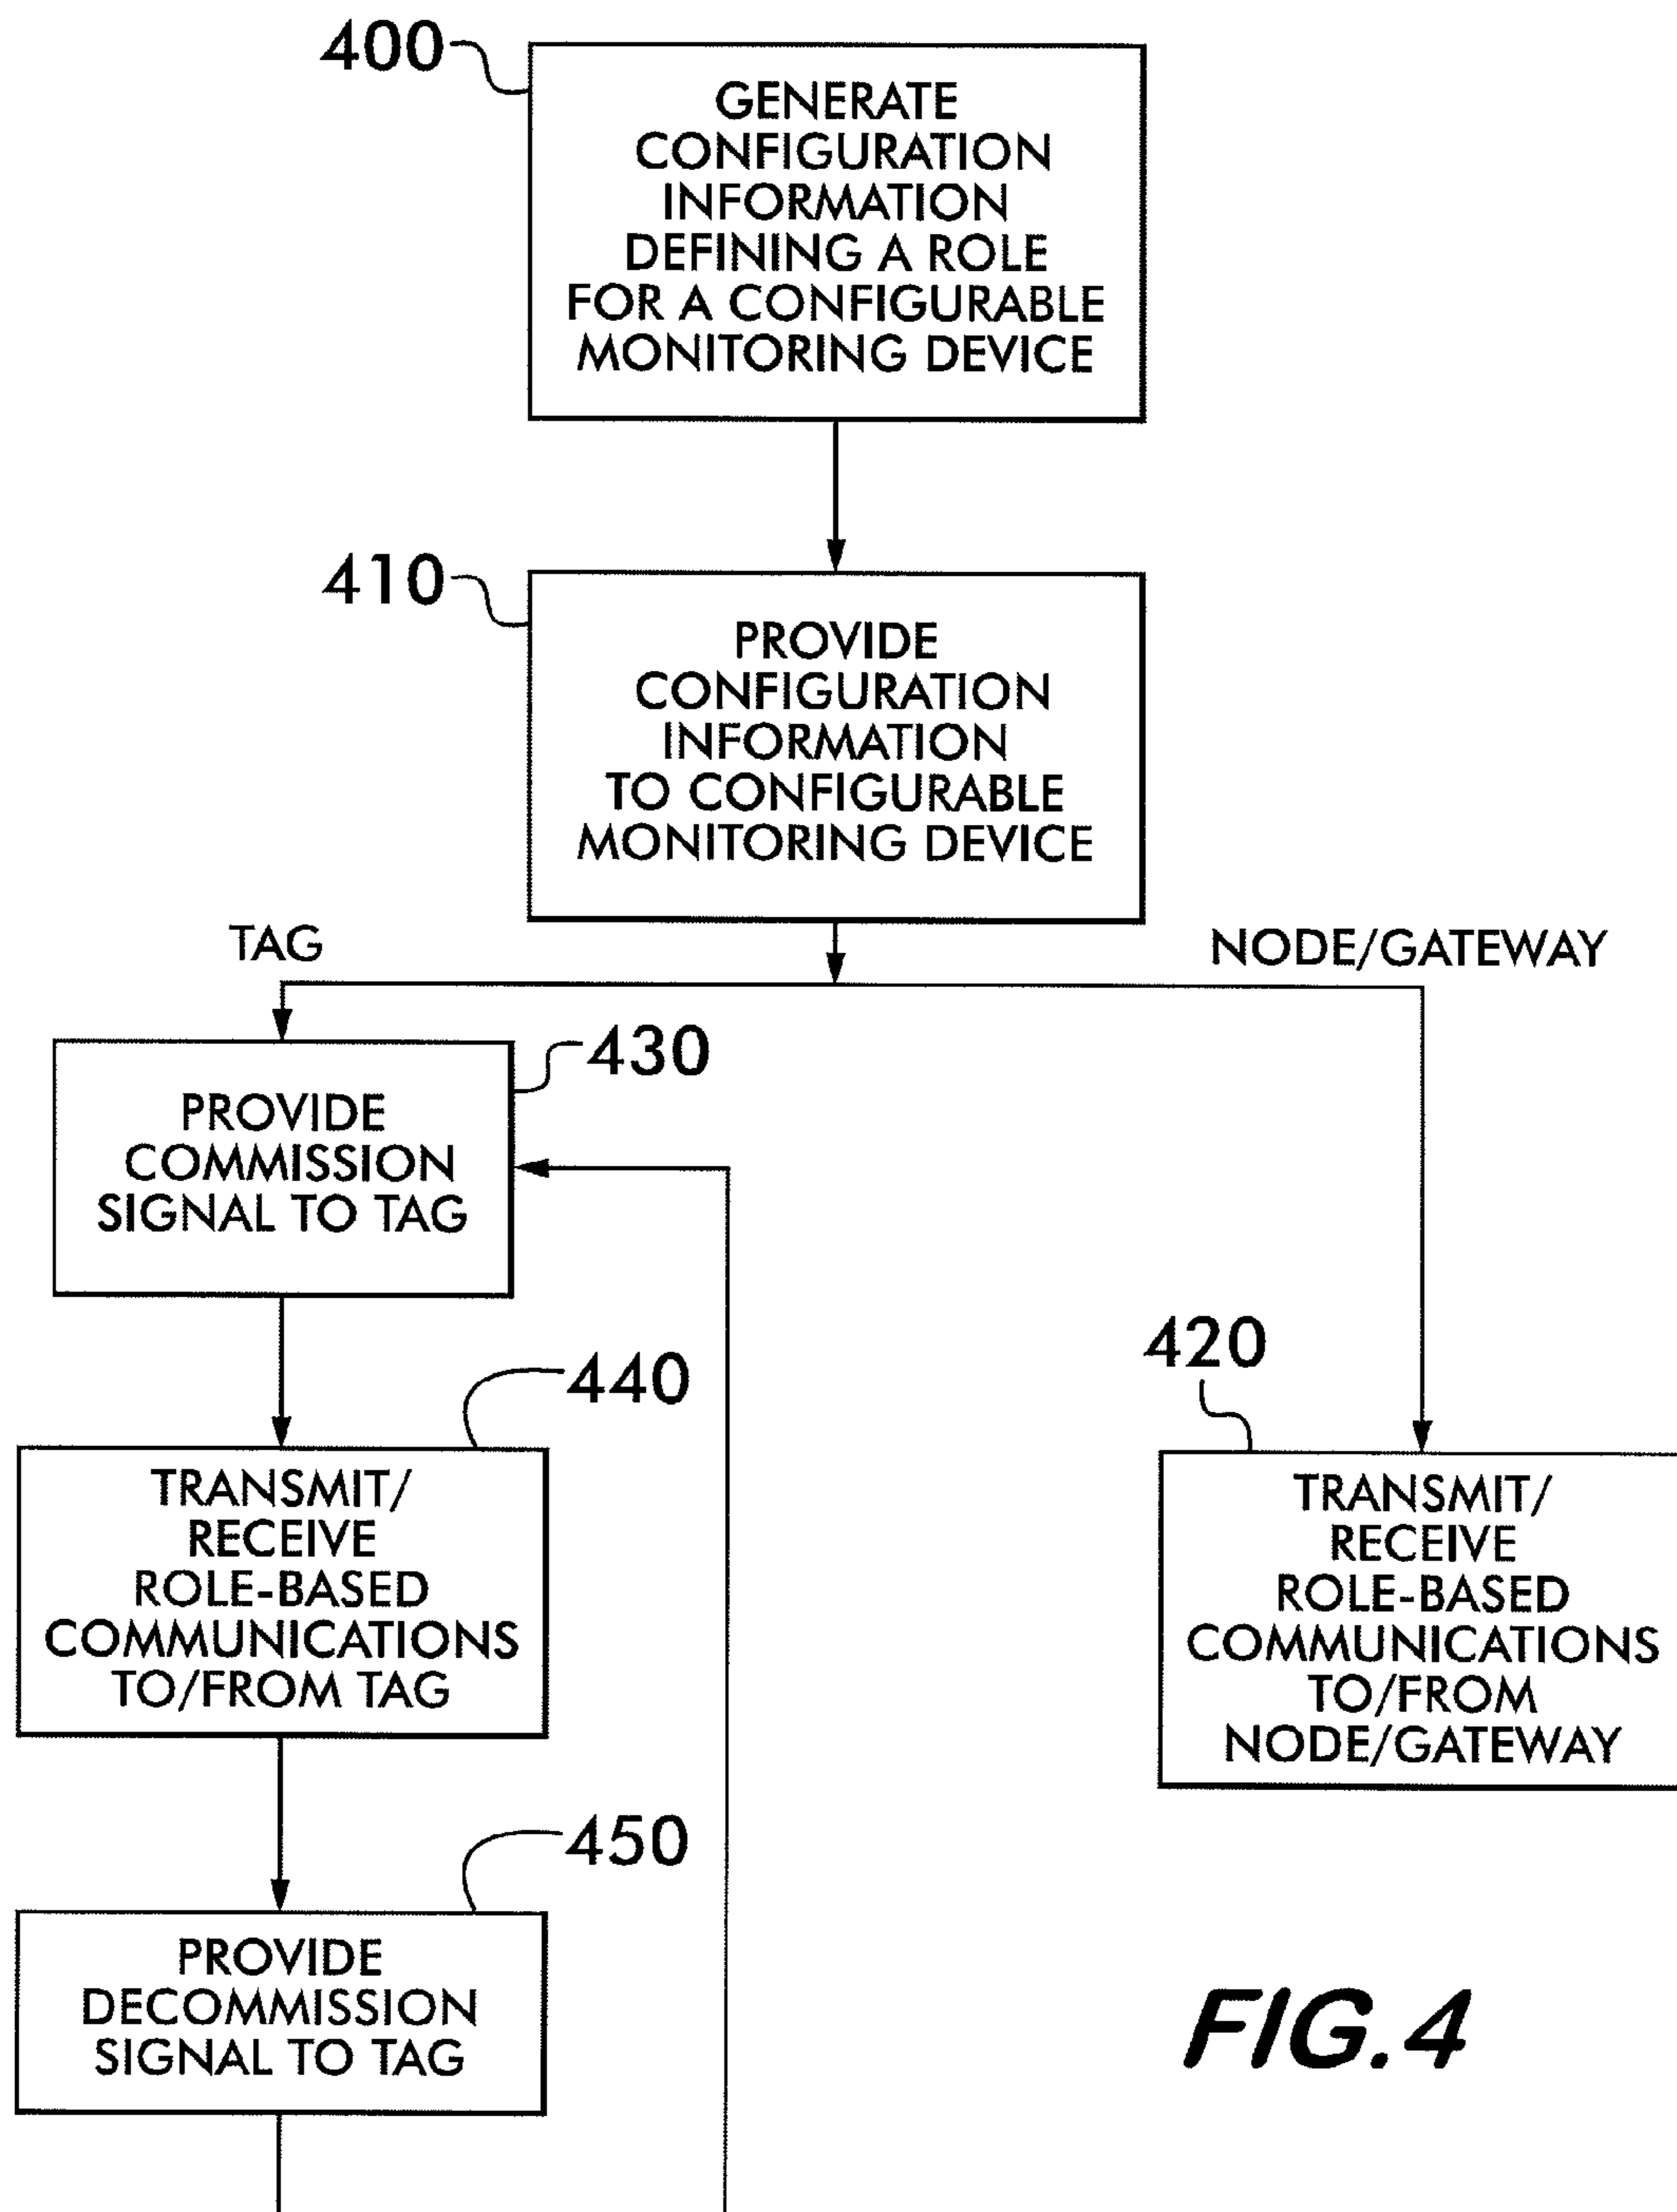 400
GENERATE
CONFIGURATION
INFORMATION
DEFINING A ROLE
FOR A CONFIGURABLE
MONITORING DEVICE
410
PROVIDE
CONFIGURATION
INFORMATION
TO CONFIGURABLE
MONITORING DEVICE
TAG
NODE/GATEWAY
430
PROVIDE
COMMISSION
SIGNAL TO TAG
440
TRANSMIT/
RECEIVE
ROLE-BASED
COMMUNICATIONS
TO/FROM TAG
420
TRANSMIT/
RECEIVE
ROLE-BASED
COMMUNICATIONS
TO/FROM
NODE/GATEWAY
450
PROVIDE
DECOMMISSION
SIGNAL TO TAG
FIG.4